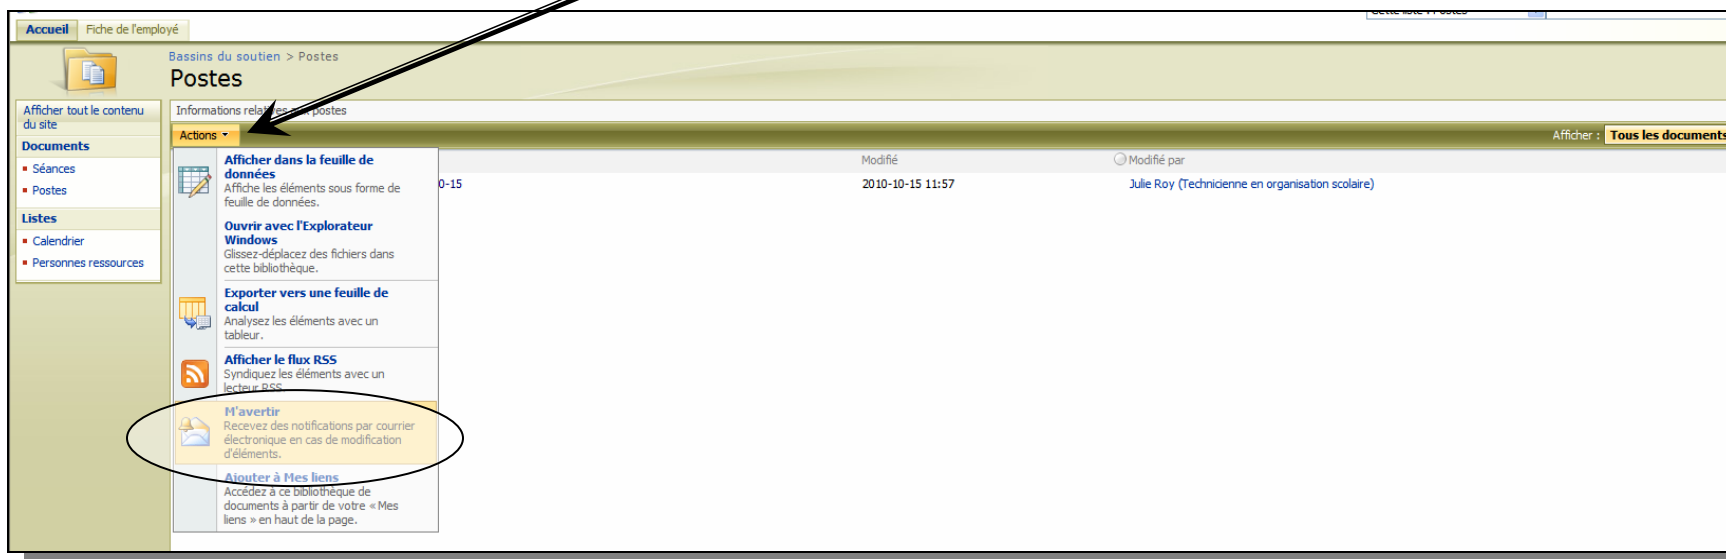 Accueil Fiche de l'employé
Bassins du soutien > Postes
Postes
Afficher tout le contenu
du site
Documents
Séances
Postes
Listes
Calendrier
Personnes ressources
Informations relatives aux postes
Actions
Afficher : Tous les documents
Modifié Modifié par
0-15 2010-10-15 11:57 Julie Roy (Technicienne en organisation scolaire)
Afficher dans la feuille de
données
Affiche les éléments sous forme de
feuille de données.
Ouvrir avec l'Explorateur
Windows
Glissez-déplacez des fichiers dans
cette bibliothèque.
Exporter vers une feuille de
calcul
Analysez les éléments avec un
tableur.
Afficher le flux RSS
Syndiquez les éléments avec un
lecteur RSS.
M'avertir
Recevez des notifications par courrier
électronique en cas de modification
d'éléments.
Ajouter à Mes liens
Accédez à ce bibliothèque de
documents à partir de votre « Mes
liens » en haut de la page.